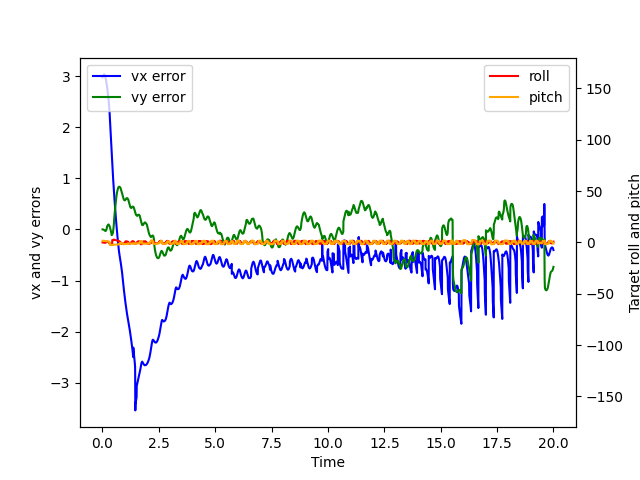 vx error
vy error
roll
pitch
3
2
1
0
−1
−2
−3
150
100
50
0
−50
−100
−150
0.0 2.5 5.0 7.5 10.0 12.5 15.0 17.5 20.0
Time
vx and vy errors
Target roll and pitch